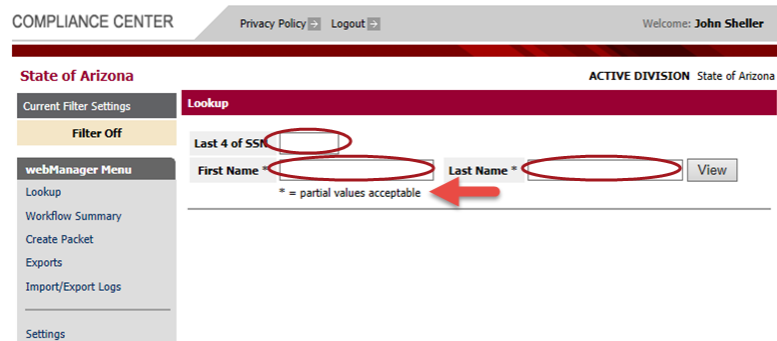 COMPLIANCE CENTER
Privacy Policy Logout
Welcome: John Sheller
State of Arizona
ACTIVE DIVISION State of Arizona
Current Filter Settings
Filter Off
webManager Menu
Lookup
Workflow Summary
Create Packet
Exports
Import/Export Logs
Settings
Lookup
Last 4 of SSN
First Name * Last Name * View
* = partial values acceptable